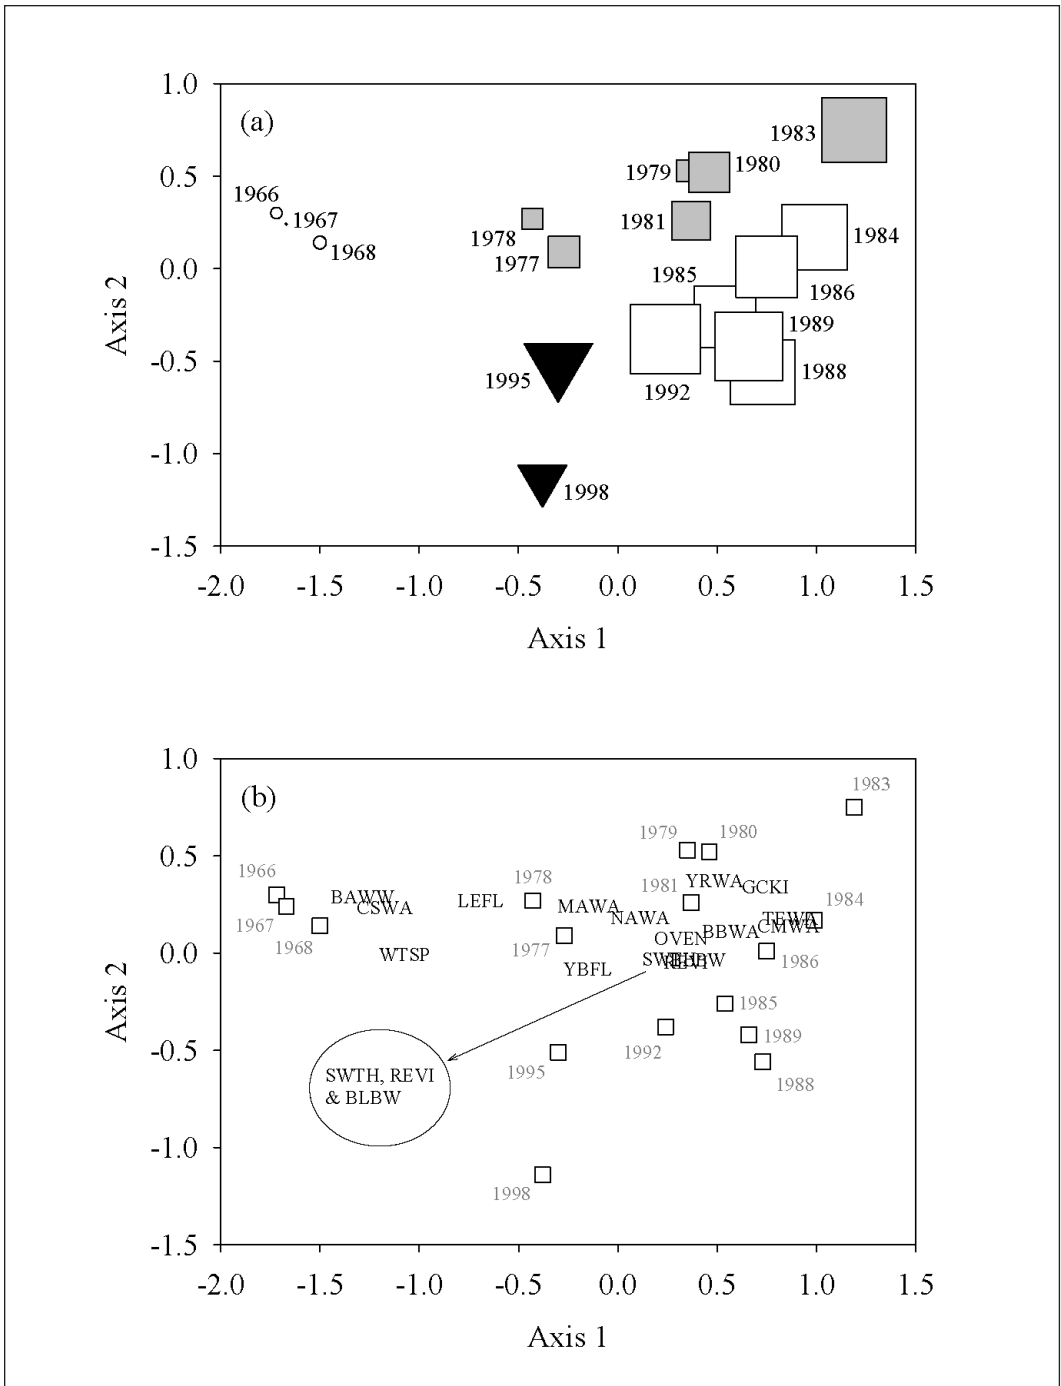 1.0
(a)
1983
1979
1980
0.5
1966
1967
1981
1968
1978
1984
1977
0.0
1985
1986
Axis 2
1989
-0.5
1995
1992
1988
-1.0
1998
-1.5
-2.0 -1.5 -1.0 -0.5 0.0 0.5 1.0 1.5
Axis 1
1.0
(b)
1983
1979 1980
0.5
1966
1978
1981
YRWA GCKI
BAWW
CSWA
LEFL
MAWA
NAWA
1984
TEWA
CMWA
BBWA
1967
1968
1977
OVEN
0.0
WTSP
SWTH
BLBW
REVI
1986
YBFL
Axis 2
1985
1992
1989
-0.5
1995
1988
SWTH, REVI
& BLBW
-1.0
1998
-1.5
-2.0 -1.5 -1.0 -0.5 0.0 0.5 1.0 1.5
Axis 1